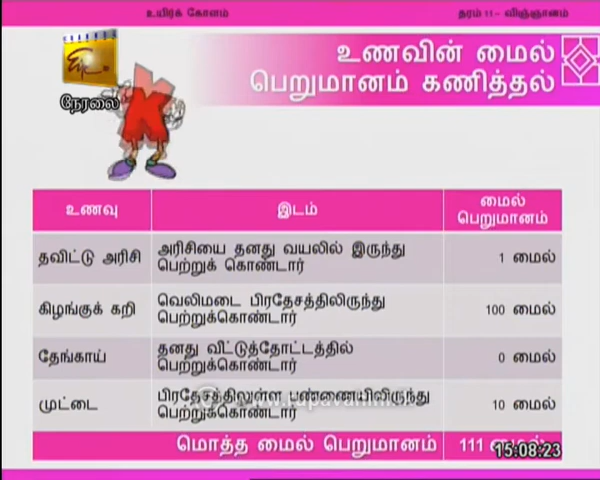 உயிர்க் கோளம் தரம் 11 – விஞ்ஞானம்
CHANNEL
Eye
நேரலை
உணவின் மைல்
பெறுமானம் கணித்தல்
உணவு இடம் மைல்
பெறுமானம்
தவிட்டு அரிசி அரிசியை தனது வயலில் இருந்து
பெற்றுக் கொண்டார் 1 மைல்
கிழங்குக் கறி வெலிமடை பிரதேசத்திலிருந்து
பெற்றுக்கொண்டார் 100 மைல்
தேங்காய் தனது வீட்டுத்தோட்டத்தில்
பெற்றுக்கொண்டார் 0 மைல்
முட்டை பிரதேசத்திலுள்ள பண்ணையிலிருந்து
பெற்றுக்கொண்டார் 10 மைல்
மொத்த மைல் பெறுமானம் 111 மைல்
15:08:23